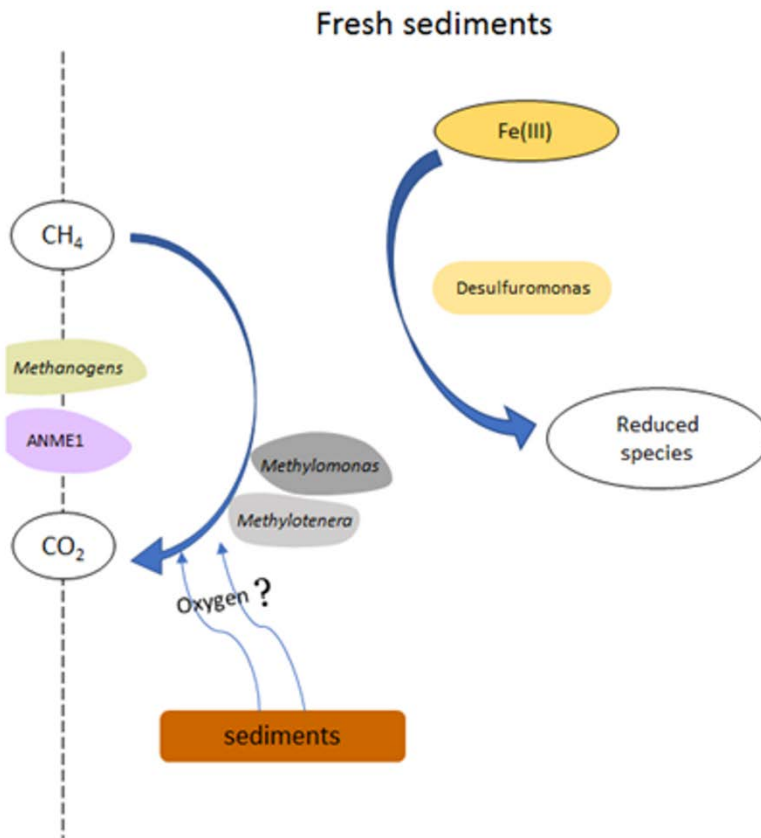 Fresh sediments
Fe(III)
CH₄
Desulfuromonas
Methanogens
ANME1
Reduced
species
Methylomonas
Methylotenera
CO₂
Oxygen ?
sediments